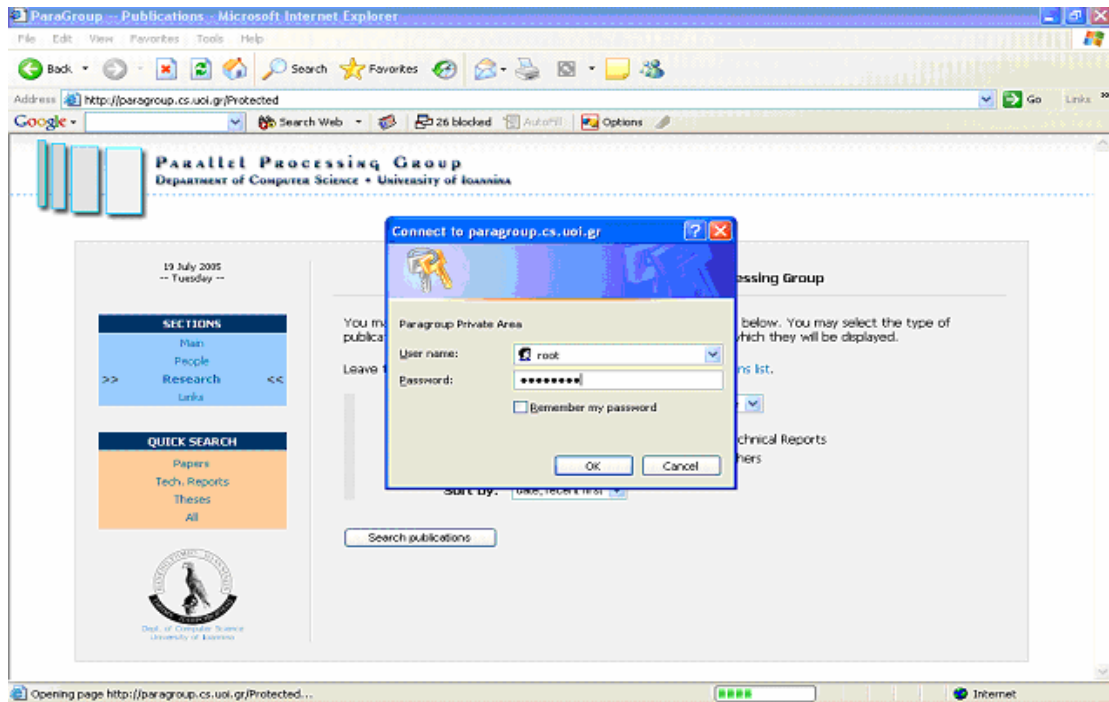 ParaGroup -- Publications - Microsoft Internet Explorer
File Edit View Favorites Tools Help
Back Search Favorites
Address http://paragroup.cs.uoi.gr/Protected Go Links »
Google Search Web 26 blocked AutoFill Options
Parallel Processing Group
Department of Computer Science • University of Ioannina
19 July 2005
-- Tuesday --
SECTIONS
Main
People
>> Research <<
Links
QUICK SEARCH
Papers
Tech. Reports
Theses
All
Dept. of Computer Science
University of Ioannina
Connect to paragroup.cs.uoi.gr
Paragroup Private Area
User name: root
Password: ••••••••
Remember my password
OK Cancel
essing Group
You ma below. You may select the type of
publica which they will be displayed.
Leave ns list.
chnical Reports
hers
Sort by: Date, recent first
Search publications
Opening page http://paragroup.cs.uoi.gr/Protected... Internet